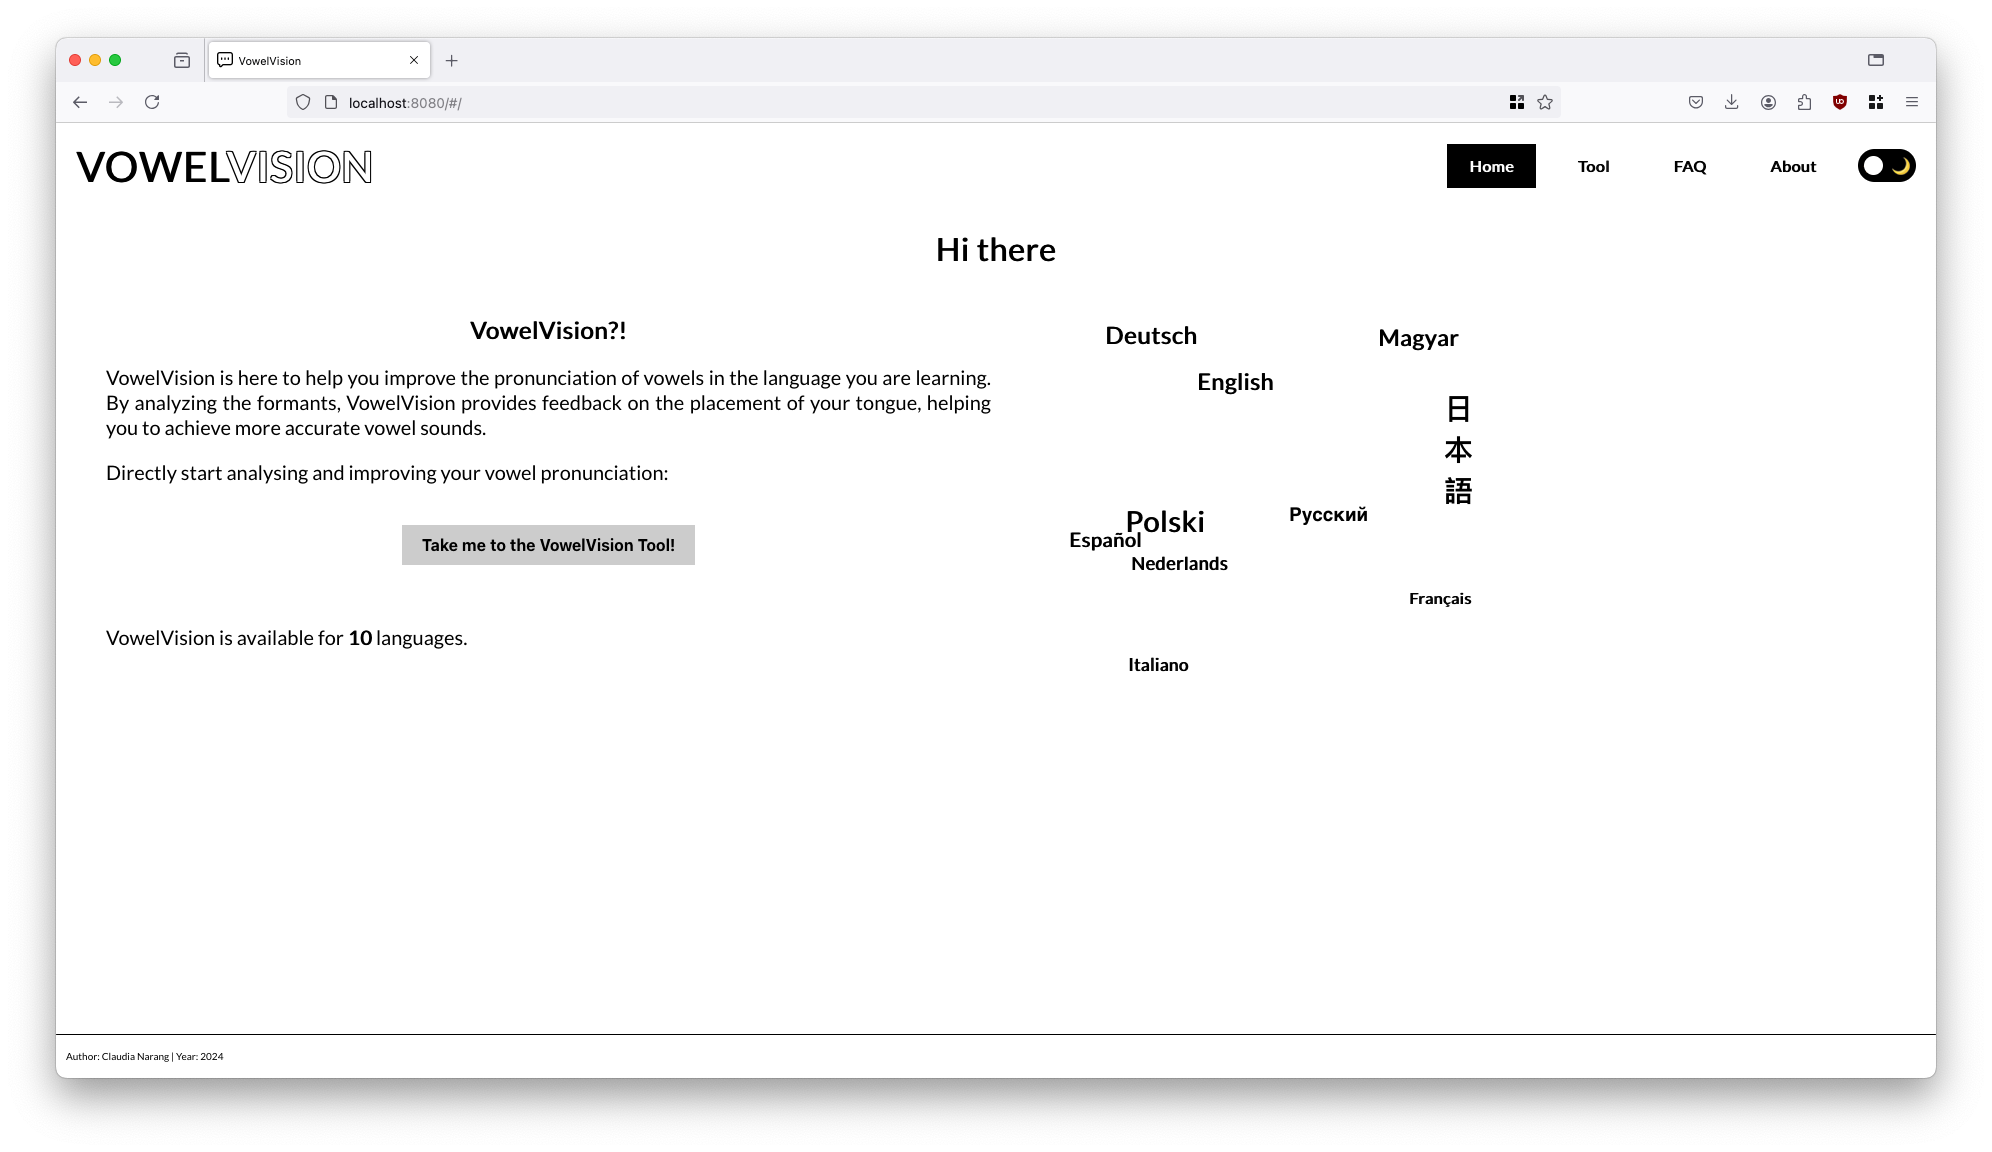 VowelVision
localhost:8080/#/
VOWELVISION
Home
Tool
FAQ
About
Hi there
VowelVision?!
VowelVision is here to help you improve the pronunciation of vowels in the language you are learning.
By analyzing the formants, VowelVision provides feedback on the placement of your tongue, helping
you to achieve more accurate vowel sounds.
Directly start analysing and improving your vowel pronunciation:
Take me to the VowelVision Tool!
VowelVision is available for 10 languages.
Deutsch
Magyar
English
日
本
語
Polski
Русский
Español
Nederlands
Français
Italiano
Author: Claudia Narang | Year: 2024